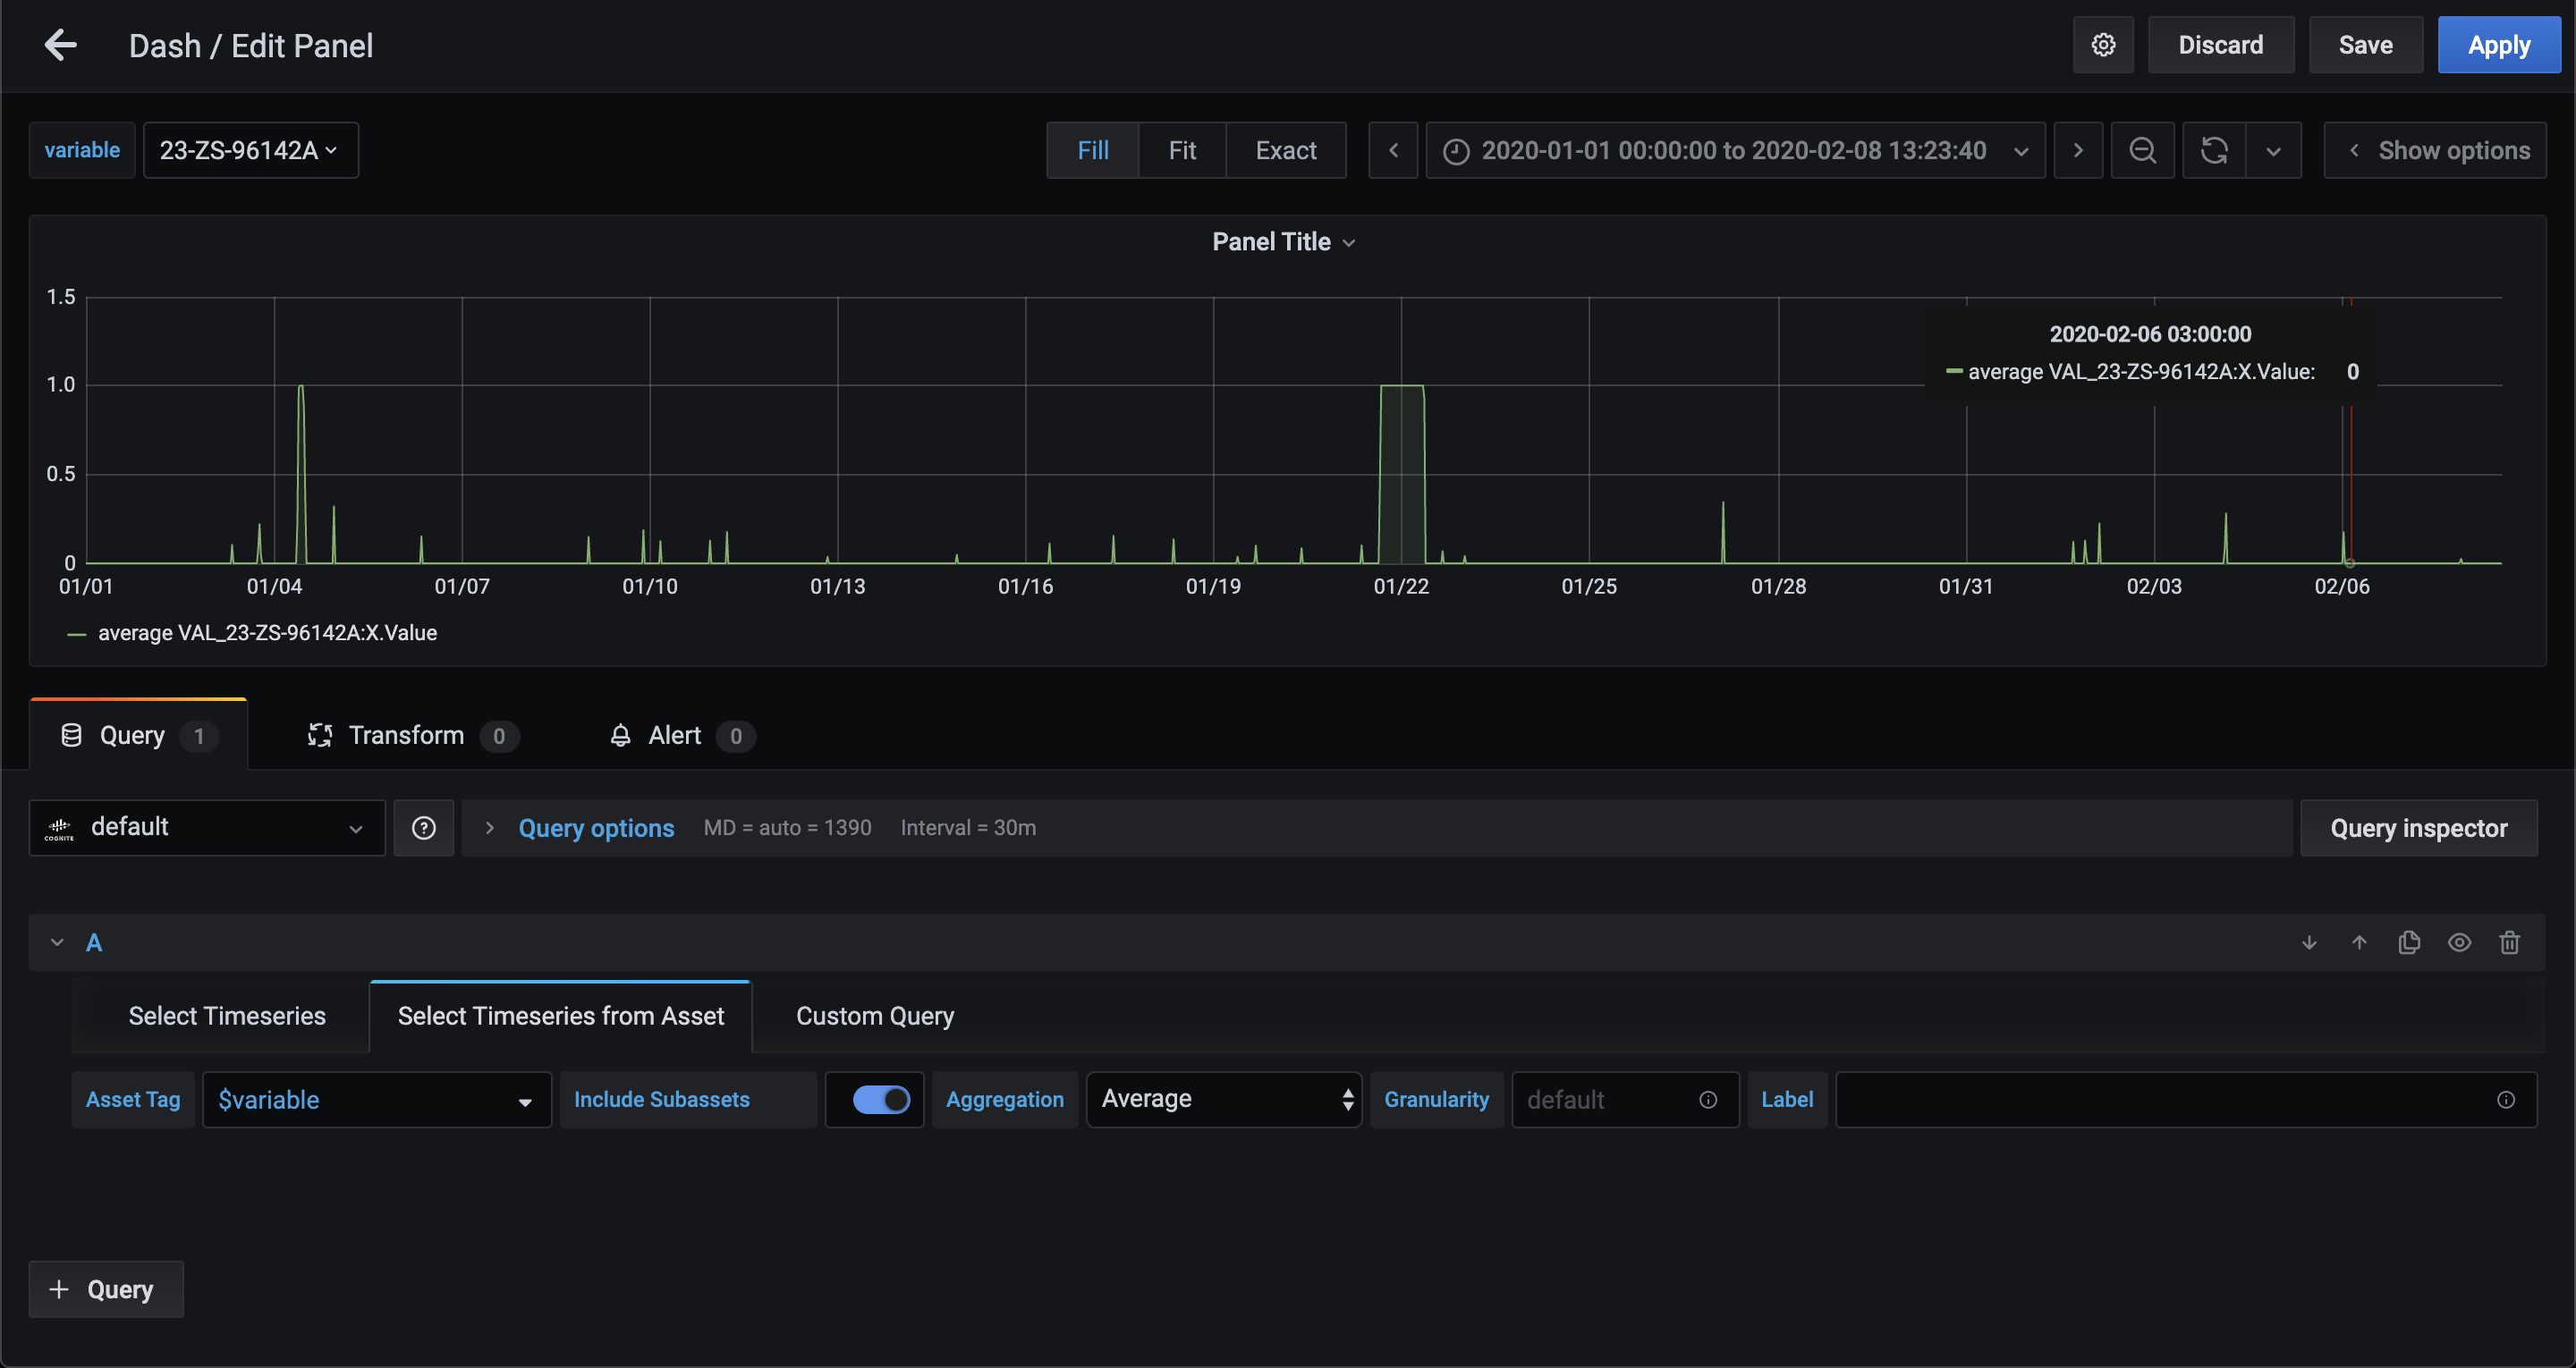 Dash / Edit Panel
Discard
Save
Apply
variable
23-ZS-96142A
Fill
Fit
Exact
2020-01-01 00:00:00 to 2020-02-08 13:23:40
Show options
Panel Title
1.5
1.0
0.5
0
2020-02-06 03:00:00
average VAL_23-ZS-96142A:X.Value: 0
01/01
01/04
01/07
01/10
01/13
01/16
01/19
01/22
01/25
01/28
01/31
02/03
02/06
average VAL_23-ZS-96142A:X.Value
Query 1
Transform 0
Alert 0
COGNITE
default
Query options
MD = auto = 1390
Interval = 30m
Query inspector
A
Select Timeseries
Select Timeseries from Asset
Custom Query
Asset Tag
$variable
Include Subassets
Aggregation
Average
Granularity
default
Label
+ Query